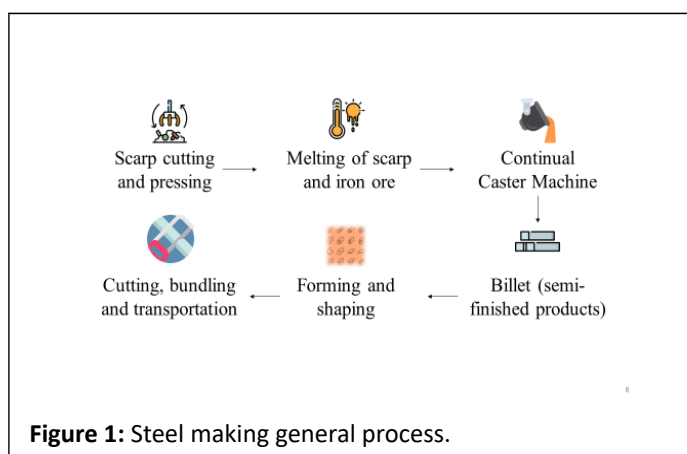 Scarp cutting
and pressing
Melting of scarp
and iron ore
Continual
Caster Machine
Cutting, bundling
and transportation
Forming and
shaping
Billet (semi-
finished products)
Figure 1: Steel making general process.